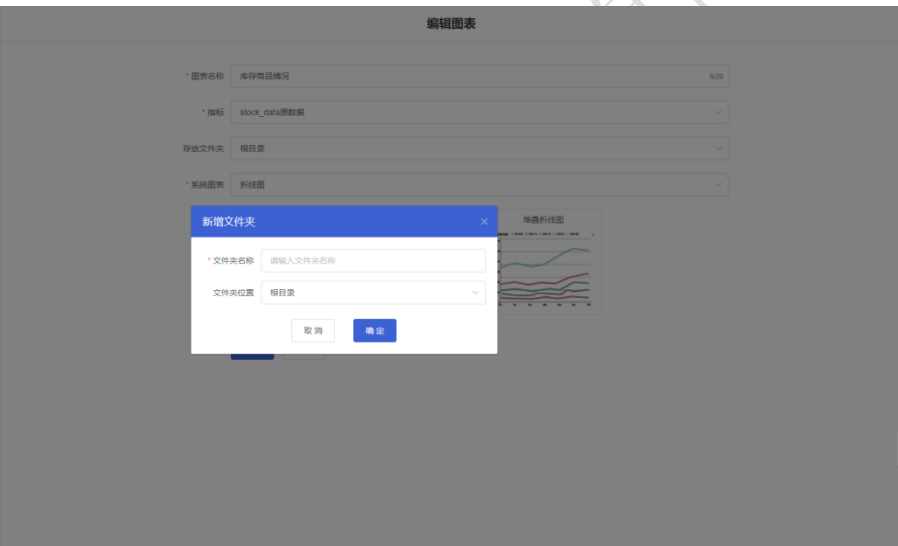 编辑图表
* 图表名称 库存商品情况 6/20
* 指标 stock_data原数据
存放文件夹 根目录
* 系统图表 折线图
新增文件夹
堆叠折线图
* 文件夹名称 请输入文件夹名称
文件夹位置 根目录
取消 确定